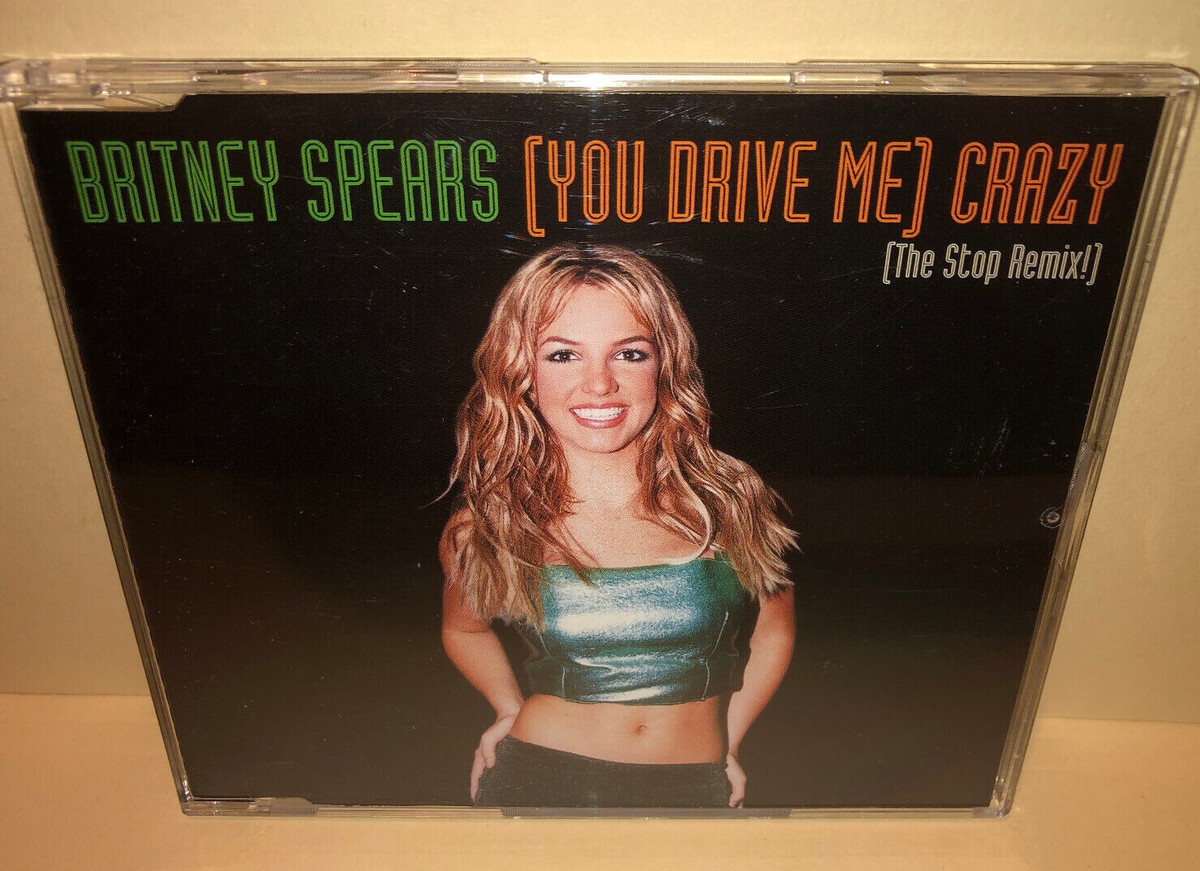 BRITNEY SPEARS [YOU DRIVE ME] CRAZY
[The Stop Remix!]